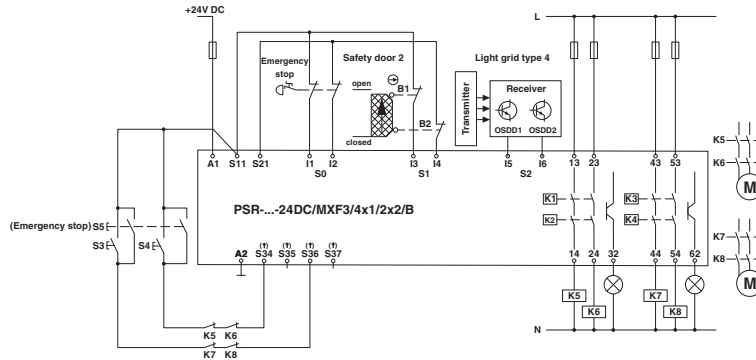 +24V DC
L
Emergency
stop
Safety door 2
open
closed
B1
B2
Light grid type 4
Transmitter
Receiver
OSDD1 OSDD2
K5
K6
M
K7
K8
M
A1 S11 S21 I1 I2 I3 I4 I5 I6 13 23 43 53
S0 S1 S2
PSR-...-24DC/MXF3/4x1/2x2/B
K1
K2
K3
K4
(Emergency stop) S5
S3 S4
(↑) (↑) (↑) (↑)
A2 S34 S35 S36 S37 14 24 32 44 54 62
K5 K6 K7 K8
K5 K6
K7 K8
N